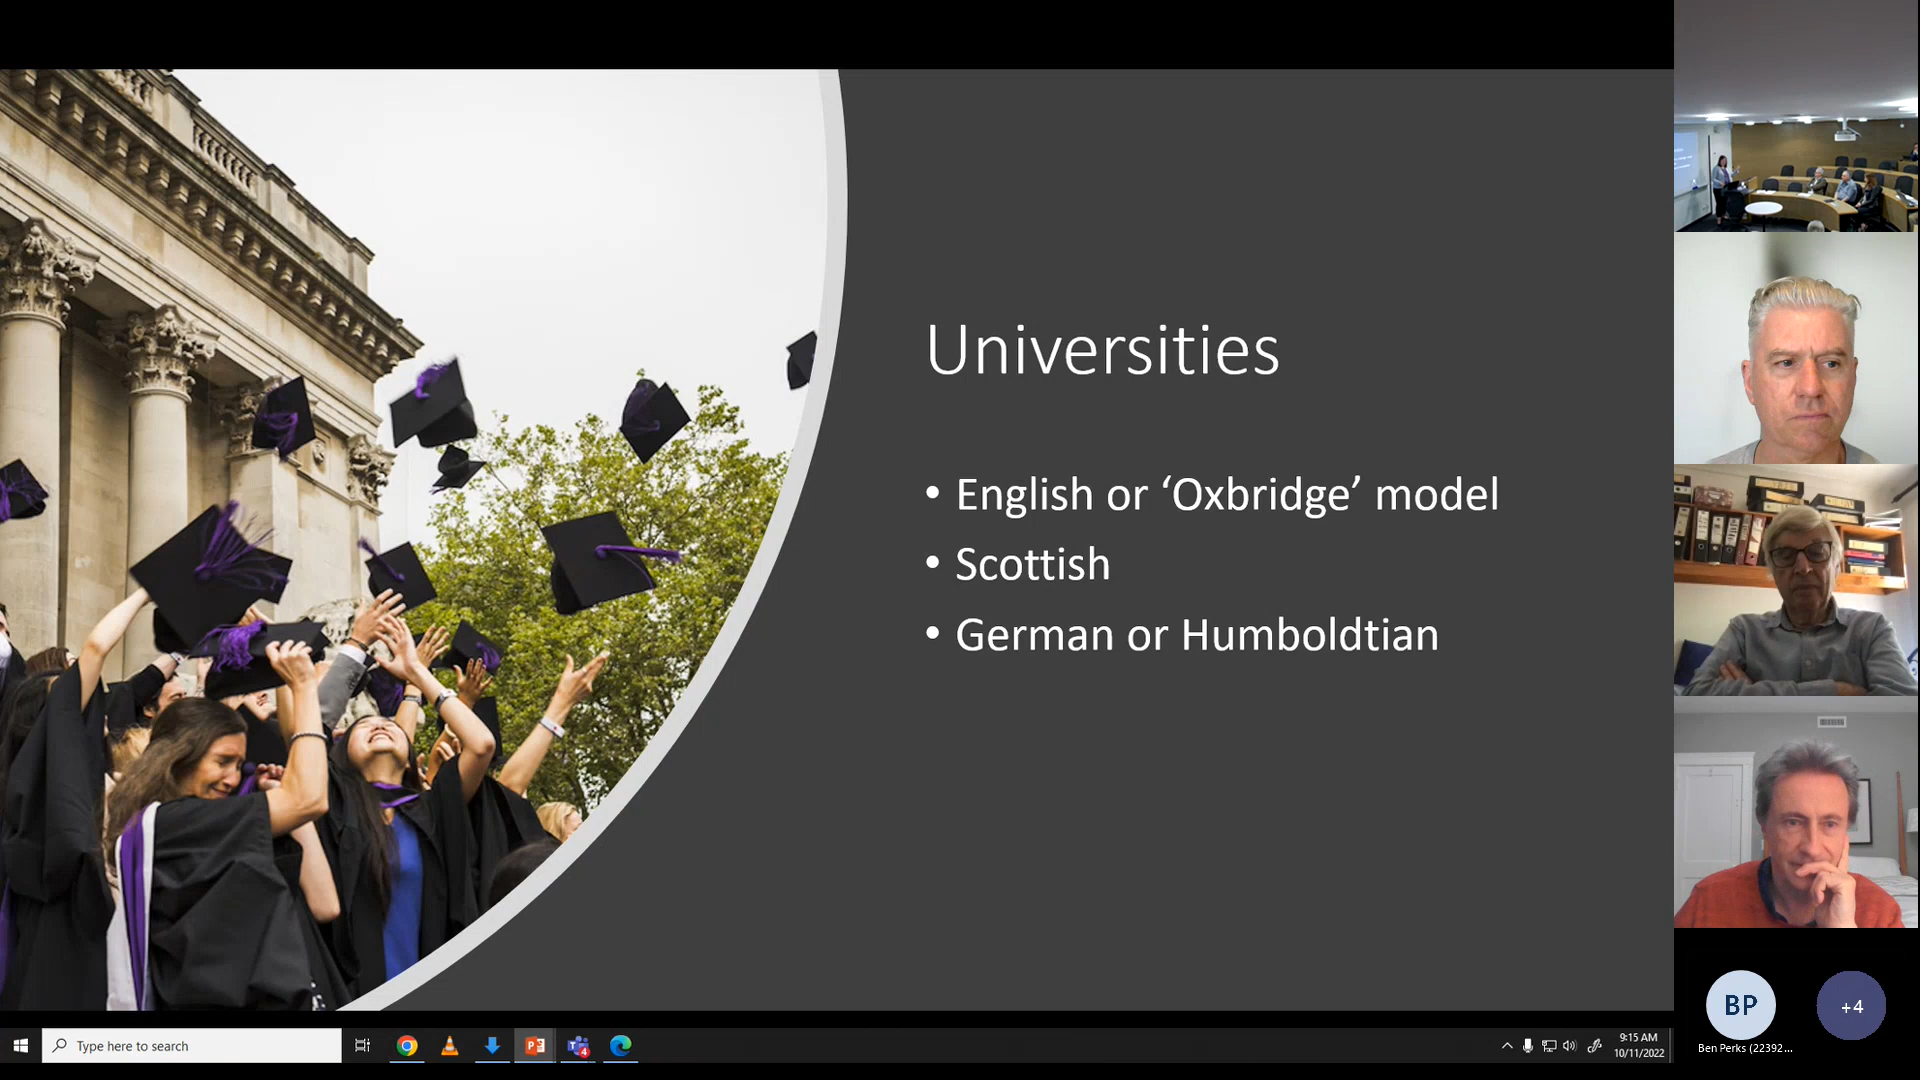 Universities
• English or ‘Oxbridge’ model
• Scottish
• German or Humboldtian
BP
+4
Ben Perks (22392...
Type here to search
4
9:15 AM
10/11/2022